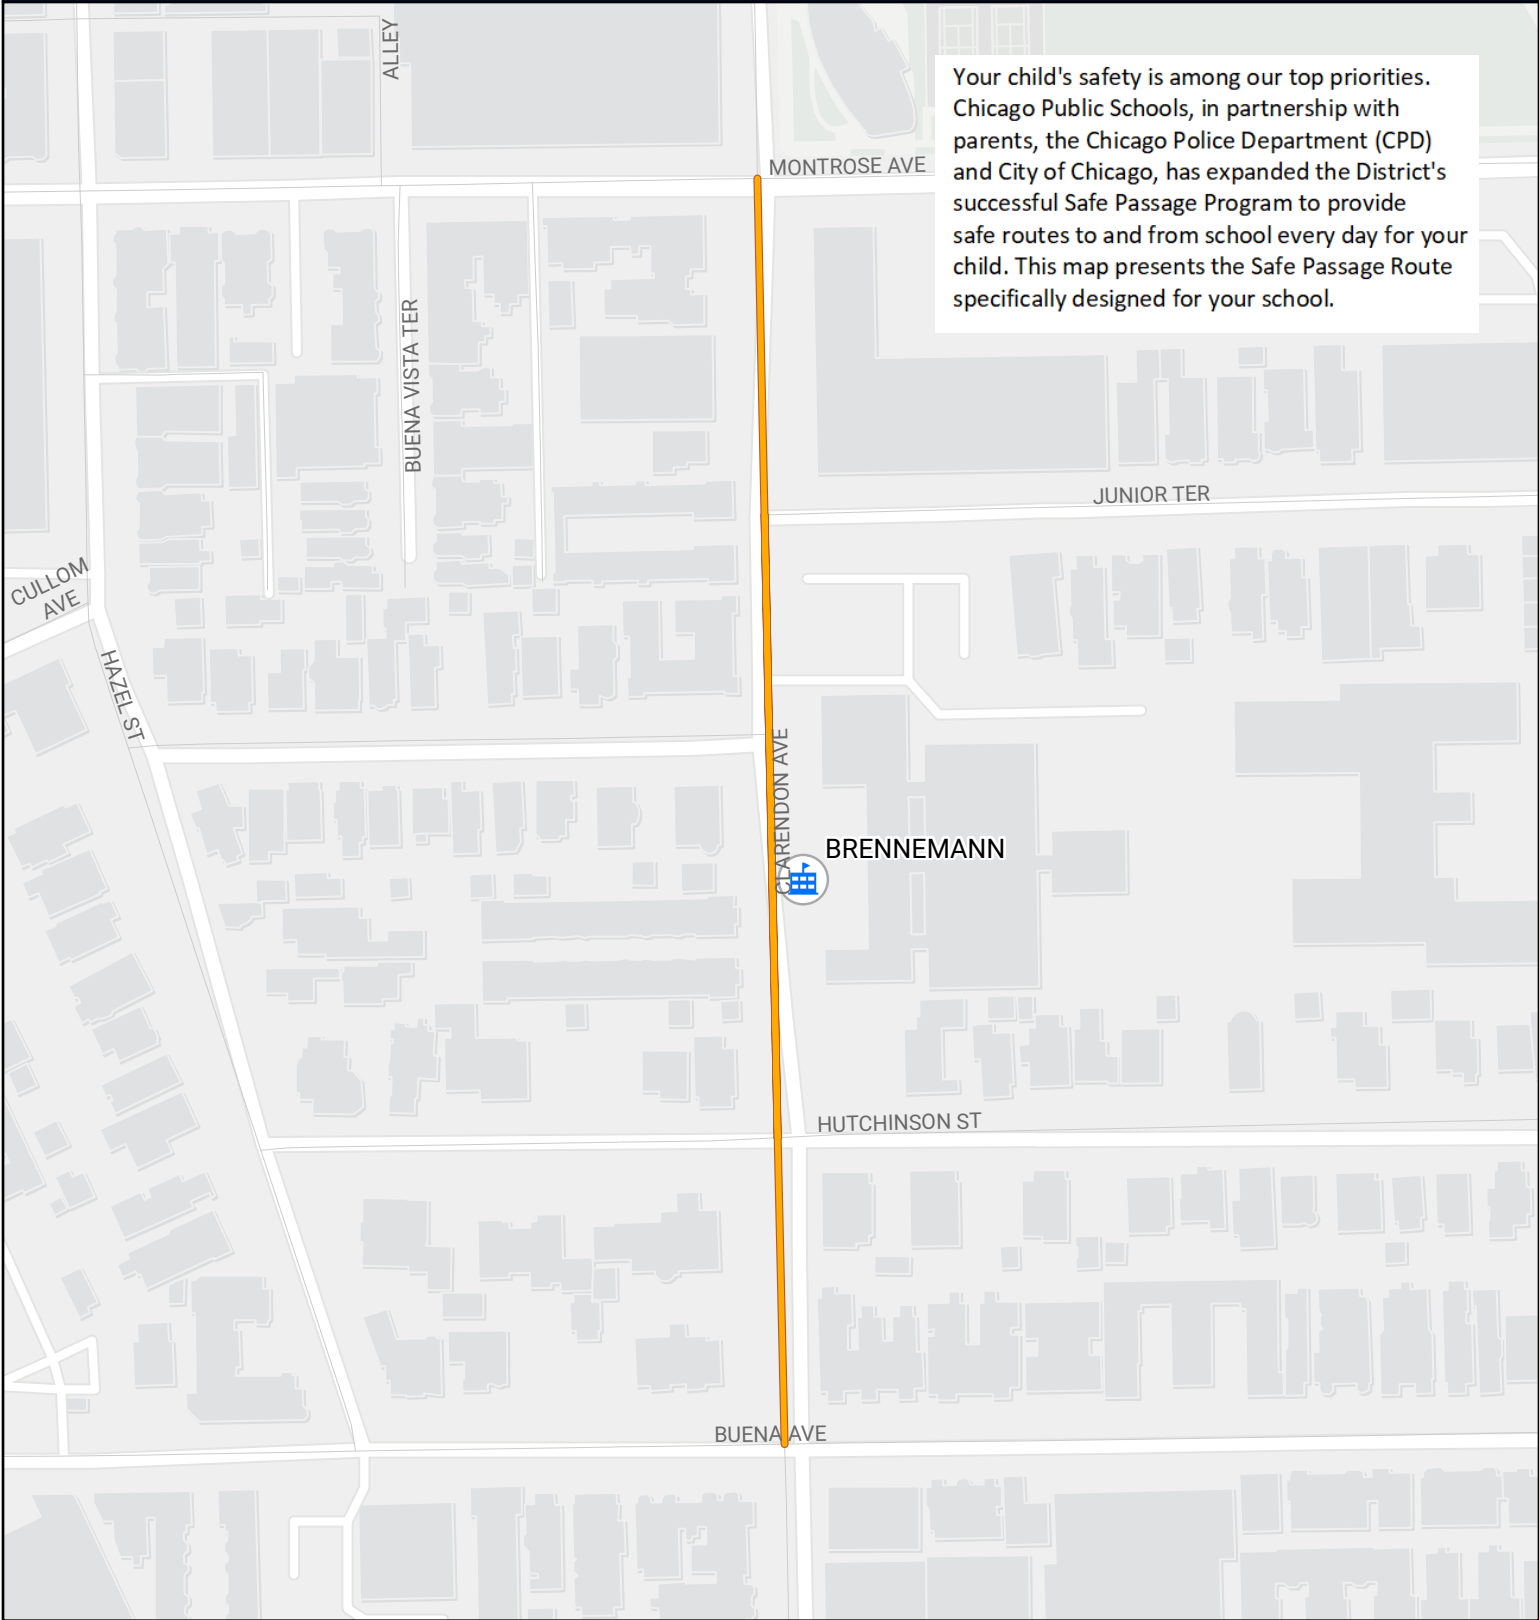 ALLEY
Your child's safety is among our top priorities.
Chicago Public Schools, in partnership with
parents, the Chicago Police Department (CPD)
and City of Chicago, has expanded the District's
successful Safe Passage Program to provide
safe routes to and from school every day for your
child. This map presents the Safe Passage Route
specifically designed for your school.
MONTROSE AVE
BUENA VISTA TER
JUNIOR TER
CULLOM
AVE
HAZEL ST
CLARENDON AVE
BRENNEMANN
HUTCHINSON ST
BUENA AVE